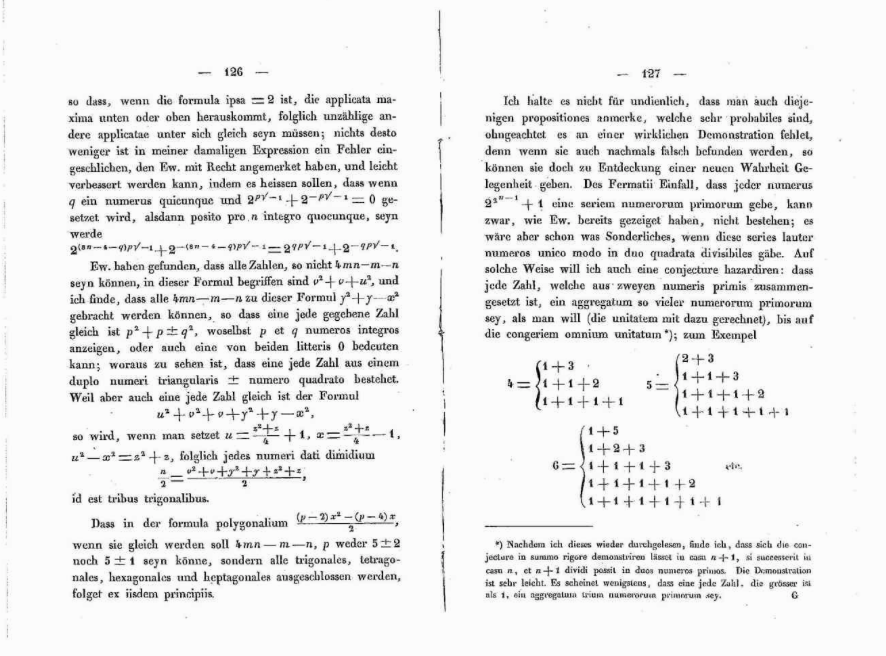 — 126 —
so dass, wenn die formula ipsa = 2 ist, die applicata ma-
xima unten oder oben herauskommt, folglich unzählige an-
dere applicatae unter sich gleich seyn müssen; nichts desto
weniger ist in meiner damaligen Expression ein Fehler ein-
geschlichen, den Ew. mit Recht angemerket haben, und leicht
verbessert werden kann, indem es heissen sollen, dass wenn
q ein numerus quicunque und 2^{p√−1} + 2^{−p√−1} = 0 ge-
setzet wird, alsdann posito pro n integro quocunque, seyn
werde
2^{(8n−4−q)p√−1} + 2^{−(8n−4−q)p√−1} = 2^{qp√−1} + 2^{−qp√−1}.
Ew. haben gefunden, dass alle Zahlen, so nicht 4mn—m—n
seyn können, in dieser Formul begriffen sind v²+v+u², und
ich finde, dass alle 4mn—m—n zu dieser Formul y²+y—x²
gebracht werden können, so dass eine jede gegebene Zahl
gleich ist p² + p ± q², woselbst p et q numeros integros
anzeigen, oder auch eine von beiden litteris 0 bedeuten
kann; woraus zu sehen ist, dass eine jede Zahl aus einem
duplo numeri triangularis ± numero quadrato bestehet.
Weil aber auch eine jede Zahl gleich ist der Formul
u² + v² + v + y² + y — x²,
so wird, wenn man setzet u = (z²+z)/4 + 1, x = (z²+z)/4 — 1,
u² — x² = z² + z, folglich jedes numeri dati dimidium
n/2 = (v²+v+y²+y+z²+z)/2,
id est tribus trigonalibus.
Dass in der formula polygonalium ((p—2)x²—(p—4)x)/2,
wenn sie gleich werden soll 4mn — m — n, p weder 5 ± 2
noch 5 ± 1 seyn könne, sondern alle trigonales, tetrago-
nales, hexagonales und heptagonales ausgeschlossen werden,
folget ex iisdem principiis.
— 127 —
Ich halte es nicht für undienlich, dass man auch dieje-
nigen propositiones anmerke, welche sehr probabiles sind,
ohngeachtet es an einer wirklichen Demonstration fehlet,
denn wenn sie auch nachmals falsch befunden werden, so
können sie doch zu Entdeckung einer neuen Wahrheit Ge-
legenheit geben. Des Fermatii Einfall, dass jeder numerus
2^{2^{n−1}} + 1 eine seriem numerorum primorum gebe, kann
zwar, wie Ew. bereits gezeiget haben, nicht bestehen; es
wäre aber schon was Sonderliches, wenn diese series lauter
numeros unico modo in duo quadrata divisibiles gäbe. Auf
solche Weise will ich auch eine conjecture hazardiren: dass
jede Zahl, welche aus zweyen numeris primis zusammen-
gesetzt ist, ein aggregatum so vieler numerorum primorum
sey, als man will (die unitatem mit dazu gerechnet), bis auf
die congeriem omnium unitatum *); zum Exempel
4 = { 1 + 3
1 + 1 + 2
1 + 1 + 1 + 1
5 = { 2 + 3
1 + 1 + 3
1 + 1 + 1 + 2
1 + 1 + 1 + 1 + 1
6 = { 1 + 5
1 + 2 + 3
1 + 1 + 1 + 3
1 + 1 + 1 + 1 + 2
1 + 1 + 1 + 1 + 1 + 1
etc.
*) Nachdem ich dieses wieder durchgelesen, finde ich, dass sich die con-
jecture in summo rigore demonstriren lässet in casu n + 1, si successerit in
casu n, et n + 1 dividi possit in duos numeros primos. Die Demonstration
ist sehr leicht. Es scheinet wenigstens, dass eine jede Zahl, die grösser ist
als 1, ein aggregatum trium numerorum primorum sey. G